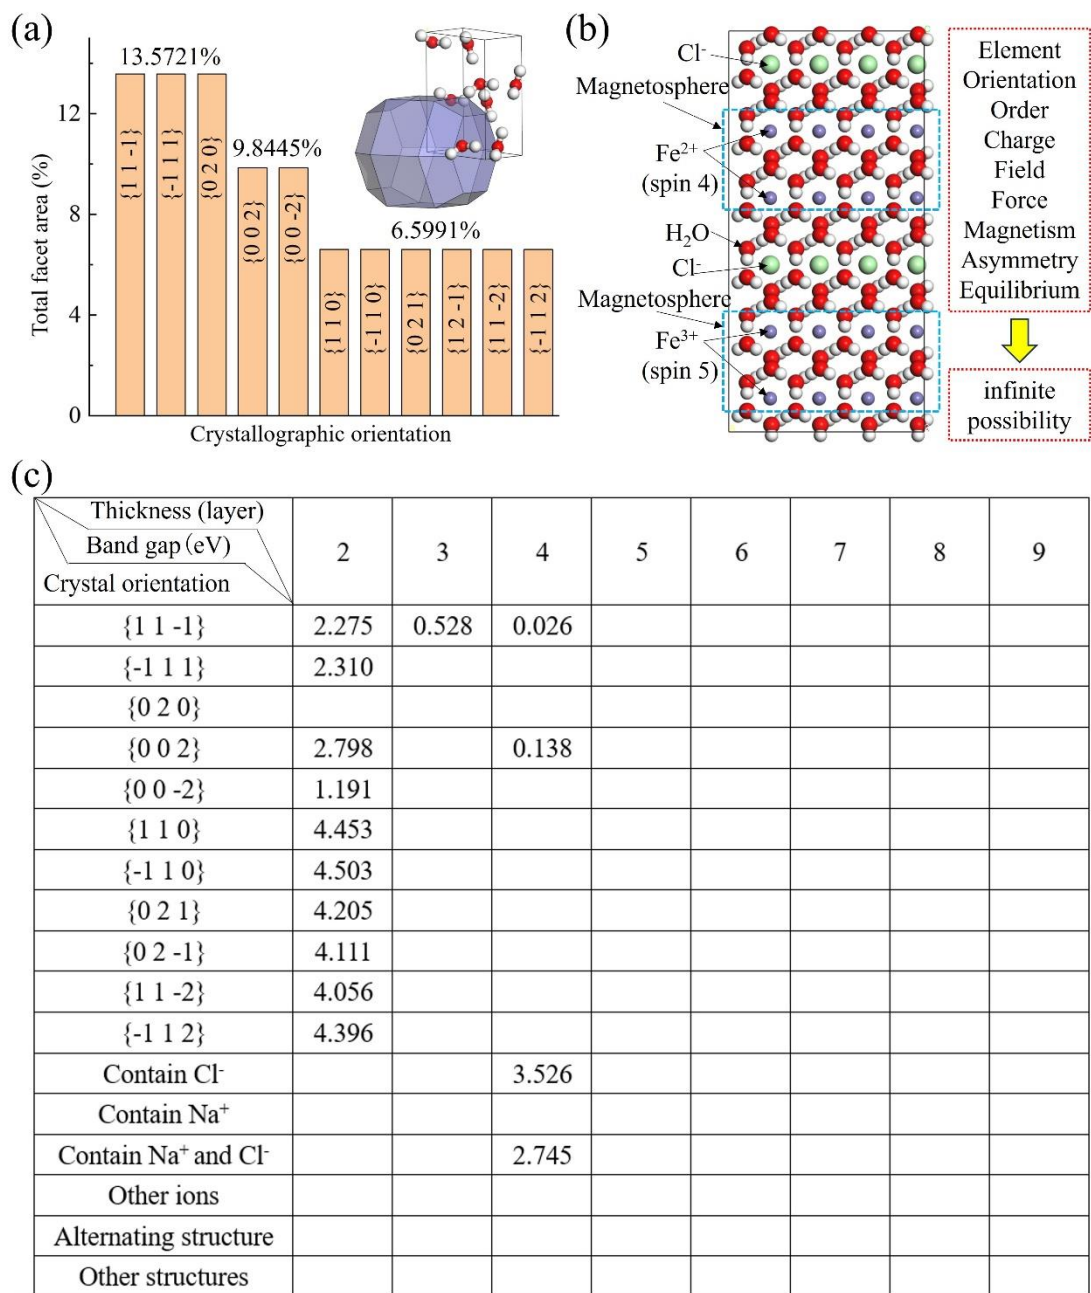 (a)
13.5721%
9.8445%
6.5991%
Total facet area (%)
12
8
4
0
{1 1 -1}
{-1 1 1}
{0 2 0}
{0 0 2}
{0 0 -2}
{1 1 0}
{-1 1 0}
{0 2 1}
{1 2 -1}
{1 1 -2}
{-1 1 2}
Crystallographic orientation
(b)
Cl⁻
Magnetosphere
Fe²⁺
(spin 4)
H₂O
Cl⁻
Magnetosphere
Fe³⁺
(spin 5)
Element
Orientation
Order
Charge
Field
Force
Magnetism
Asymmetry
Equilibrium
infinite
possibility
(c)
Thickness (layer)
Band gap (eV)
Crystal orientation
2 3 4 5 6 7 8 9
{1 1 -1} 2.275 0.528 0.026
{-1 1 1} 2.310
{0 2 0}
{0 0 2} 2.798 0.138
{0 0 -2} 1.191
{1 1 0} 4.453
{-1 1 0} 4.503
{0 2 1} 4.205
{0 2 -1} 4.111
{1 1 -2} 4.056
{-1 1 2} 4.396
Contain Cl⁻ 3.526
Contain Na⁺
Contain Na⁺ and Cl⁻ 2.745
Other ions
Alternating structure
Other structures